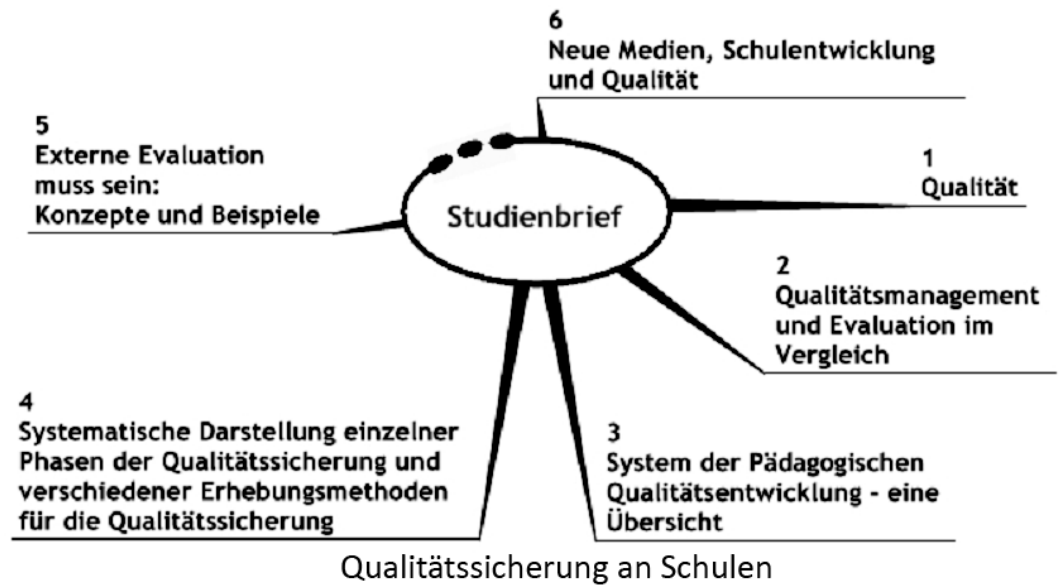 6
Neue Medien, Schulentwicklung
und Qualität
5
Externe Evaluation
muss sein:
Konzepte und Beispiele
1
Qualität
Studienbrief
2
Qualitätsmanagement
und Evaluation im
Vergleich
4
Systematische Darstellung einzelner
Phasen der Qualitätssicherung und
verschiedener Erhebungsmethoden
für die Qualitätssicherung
3
System der Pädagogischen
Qualitätsentwicklung - eine
Übersicht
Qualitätssicherung an Schulen